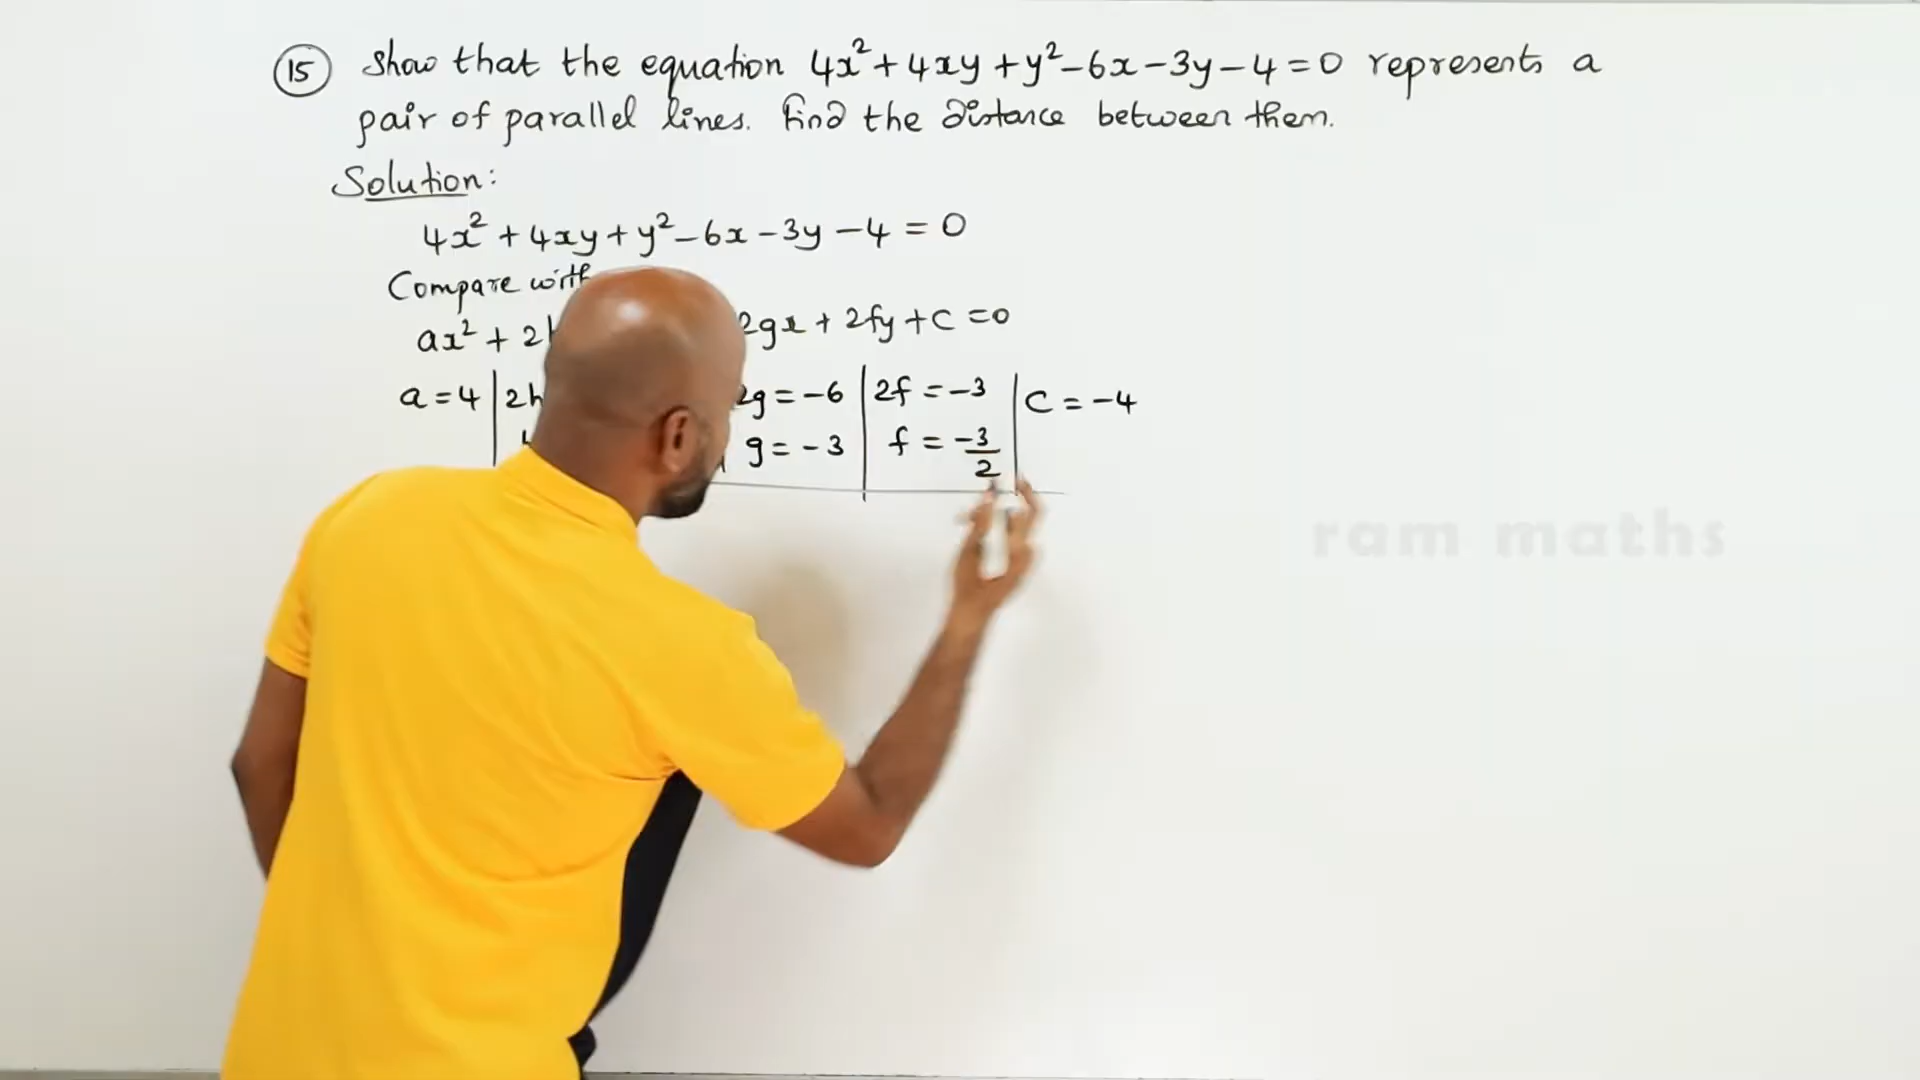 15 Show that the equation 4x²+4xy+y²-6x-3y-4=0 represents a
pair of parallel lines. Find the distance between them.
Solution:
4x²+4xy+y²-6x-3y-4=0
Compare with
ax²+2h 2gx+2fy+c=0
a=4 2h 2g=-6 2f=-3 c=-4
g=-3 f=-3/2
ram maths